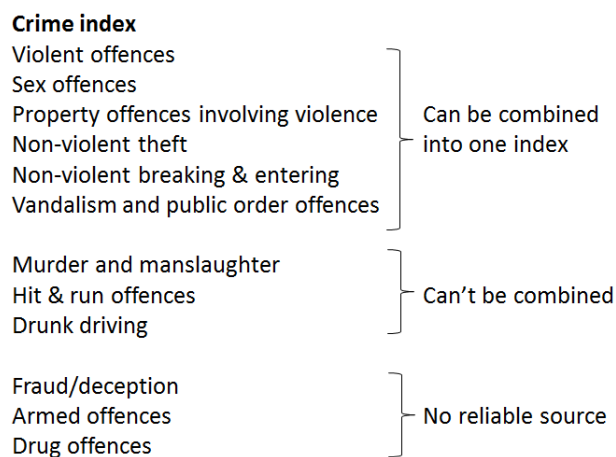 Crime index
Violent offences
Sex offences
Property offences involving violence
Non-violent theft
Non-violent breaking & entering
Vandalism and public order offences
Can be combined
into one index
Murder and manslaughter
Hit & run offences
Drunk driving
Can't be combined
Fraud/deception
Armed offences
Drug offences
No reliable source